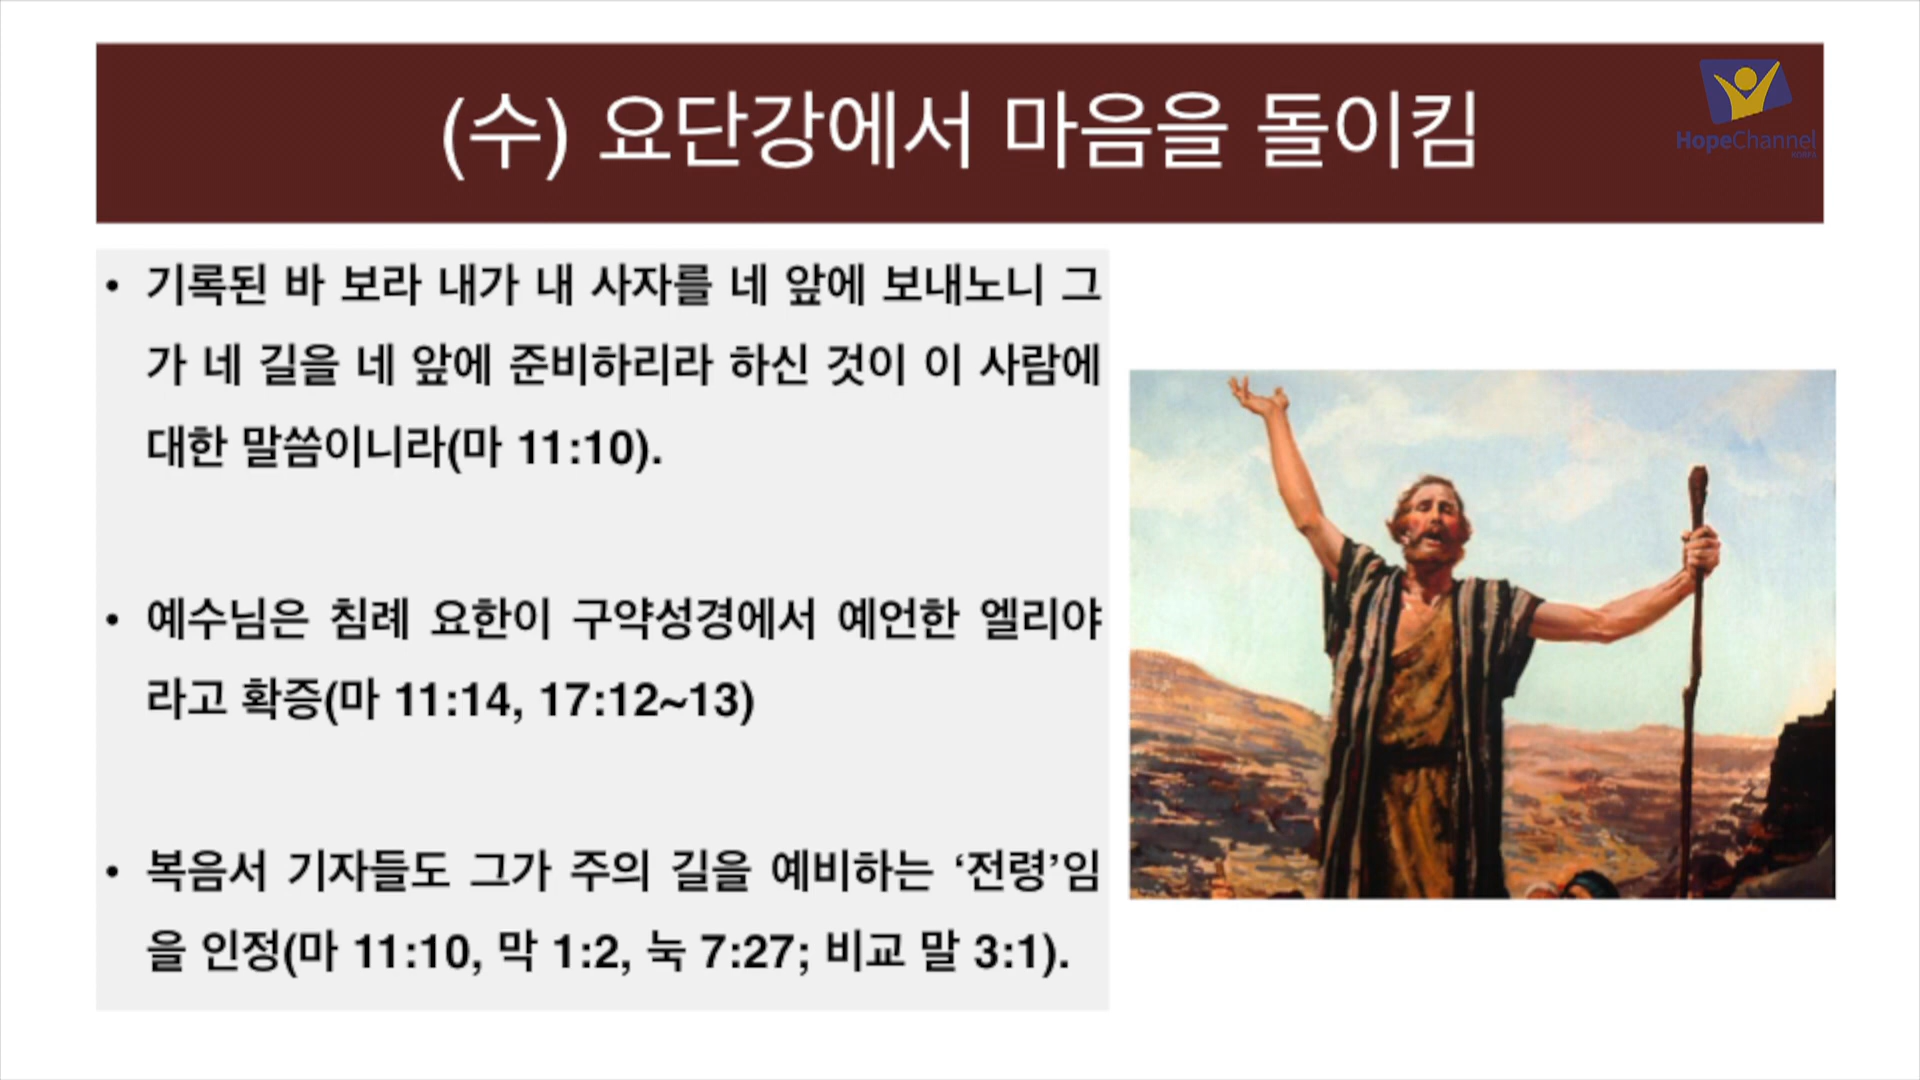 (수) 요단강에서 마음을 돌이킴
HopeChannel
KOREA
• 기록된 바 보라 내가 내 사자를 네 앞에 보내노니 그
가 네 길을 네 앞에 준비하리라 하신 것이 이 사람에
대한 말씀이니라(마 11:10).
• 예수님은 침례 요한이 구약성경에서 예언한 엘리야
라고 확증(마 11:14, 17:12~13)
• 복음서 기자들도 그가 주의 길을 예비하는 ‘전령’임
을 인정(마 11:10, 막 1:2, 눅 7:27; 비교 말 3:1).